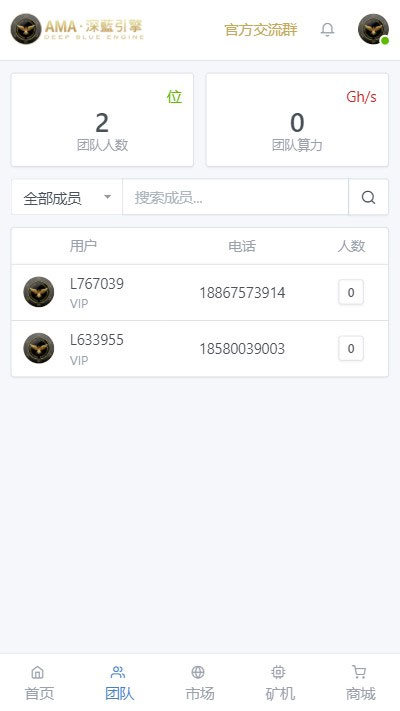 AMA·深藍引擎
DEEP BLUE ENGINE
官方交流群
位
2
团队人数
Gh/s
0
团队算力
全部成员
搜索成员...
用户 电话 人数
L767039
VIP
18867573914
0
L633955
VIP
18580039003
0
首页 团队 市场 矿机 商城